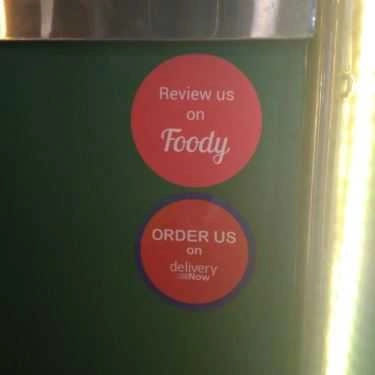 Review us
on
Foody
ORDER US
on
delivery
Now